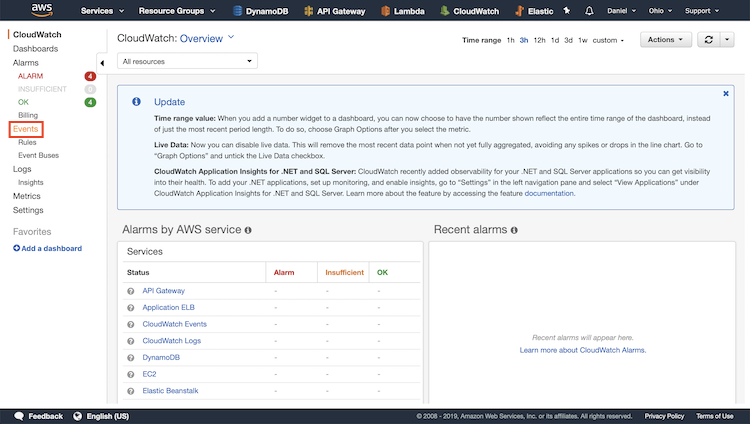 aws Services Resource Groups DynamoDB API Gateway Lambda CloudWatch Elastic Daniel Ohio Support
CloudWatch
Dashboards
Alarms
ALARM 4
INSUFFICIENT 0
OK 4
Billing
Events
Rules
Event Buses
Logs
Insights
Metrics
Settings
Favorites
Add a dashboard
CloudWatch: Overview
Time range 1h 3h 12h 1d 3d 1w custom
Actions
All resources
Update
Time range value: When you add a number widget to a dashboard, you can now choose to have the number shown reflect the entire time range of the dashboard, instead
of just the most recent period length. To do so, choose Graph Options after you select the metric.
Live Data: Now you can disable live data. This will remove the most recent data point when not yet fully aggregated, avoiding any spikes or drops in the line chart. Go to
“Graph Options” and untick the Live Data checkbox.
CloudWatch Application Insights for .NET and SQL Server: CloudWatch recently added observability for your .NET and SQL Server applications so you can get visibility
into their health. To add your .NET applications, set up monitoring, and enable insights, go to “Settings” in the left navigation pane and select “View Applications” under
CloudWatch Application Insights for .NET and SQL Server. Learn more about the feature by accessing the feature documentation.
Alarms by AWS service
Services
Status Alarm Insufficient OK
API Gateway - - -
Application ELB - - -
CloudWatch Events - - -
CloudWatch Logs - - -
DynamoDB - - -
EC2 - - -
Elastic Beanstalk - - -
Recent alarms
Recent alarms will appear here.
Learn more about CloudWatch Alarms.
Feedback English (US) © 2008 - 2019, Amazon Web Services, Inc. or its affiliates. All rights reserved. Privacy Policy Terms of Use